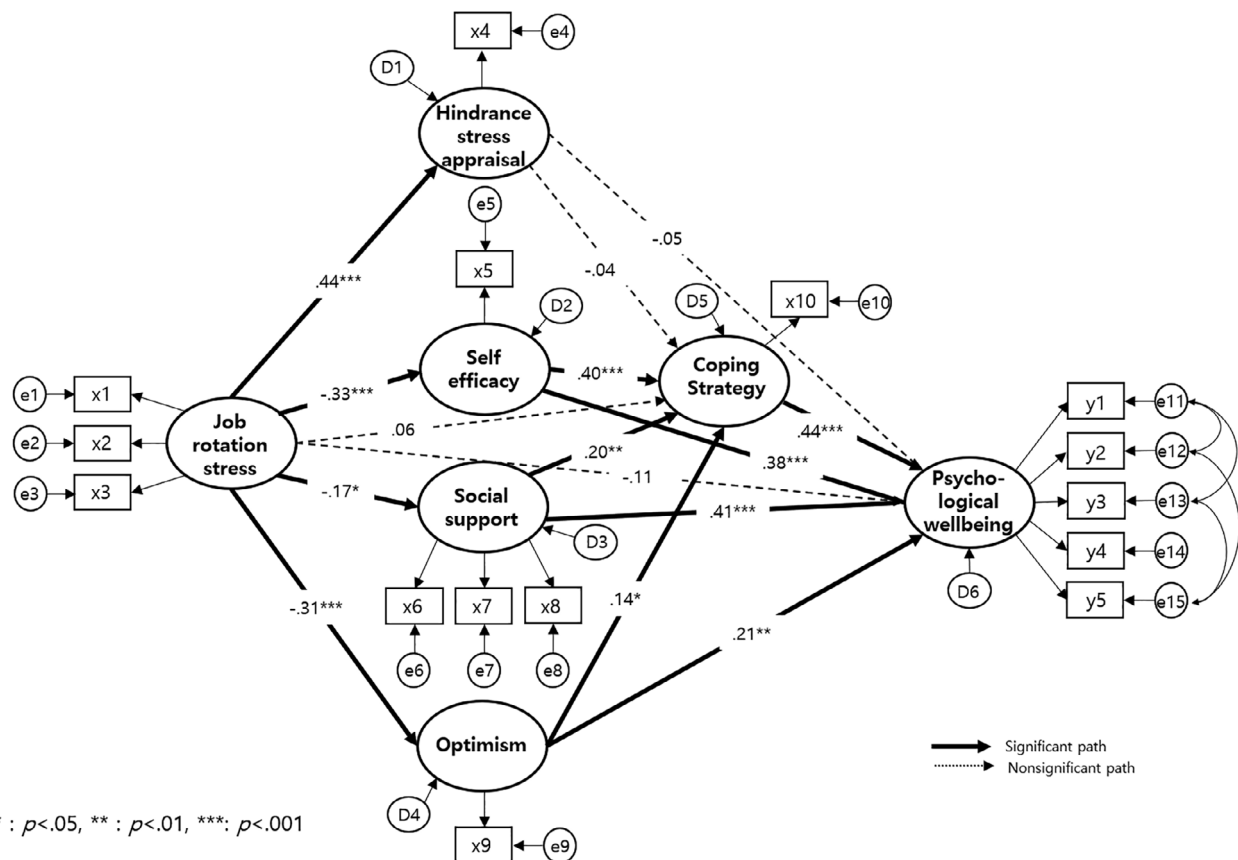 x4
e4
D1
Hindrance
stress
appraisal
e5
x5
-.05
-.04
.44***
D2
D5
x10
e10
Self
efficacy
Coping
Strategy
.40***
-.33***
e1
x1
e2
x2
e3
x3
Job
rotation
stress
.06
.20**
-.11
.44***
.38***
-.17*
Social
support
.41***
D3
Psycho-
logical
wellbeing
D6
y1
e11
y2
e12
y3
e13
y4
e14
y5
e15
x6
x7
x8
e6
e7
e8
-.31***
.14*
.21**
Optimism
D4
x9
e9
Significant path
Nonsignificant path
* : p<.05, ** : p<.01, ***: p<.001